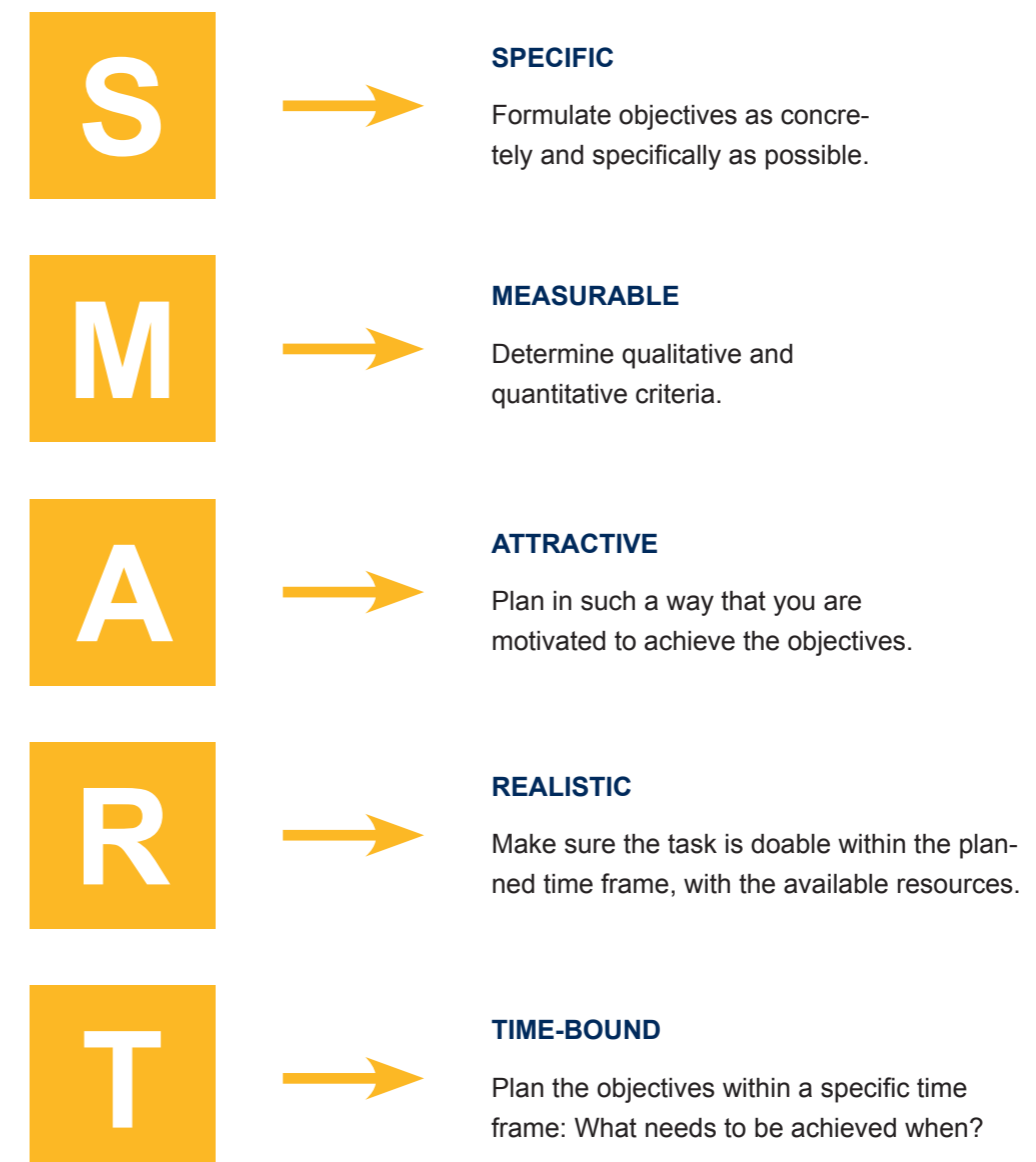 S
SPECIFIC
Formulate objectives as concre-
tely and specifically as possible.
M
MEASURABLE
Determine qualitative and
quantitative criteria.
A
ATTRACTIVE
Plan in such a way that you are
motivated to achieve the objectives.
R
REALISTIC
Make sure the task is doable within the plan-
ned time frame, with the available resources.
T
TIME-BOUND
Plan the objectives within a specific time
frame: What needs to be achieved when?